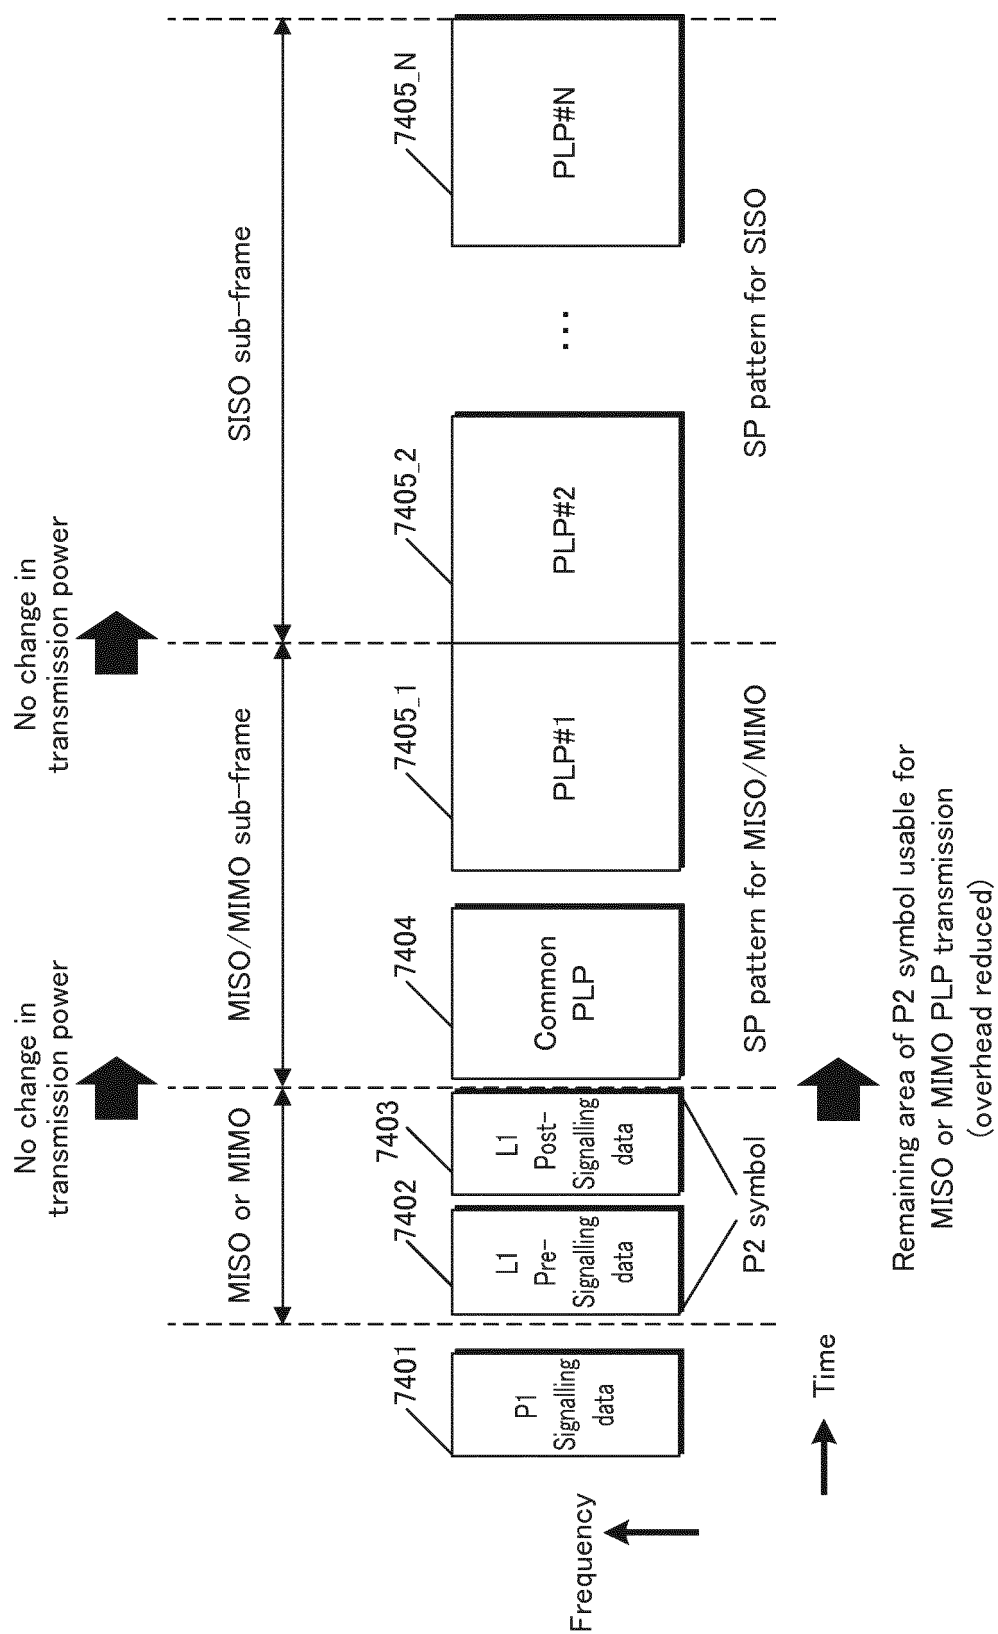 No change in
transmission power
No change in
transmission power
MISO or MIMO
MISO/MIMO sub-frame
SISO sub-frame
7401
7402
7403
7404
7405_1
7405_2
7405_N
P1
Signalling
data
L1
Pre-
Signalling
data
L1
Post-
Signalling
data
Common
PLP
PLP#1
PLP#2
...
PLP#N
P2 symbol
SP pattern for MISO/MIMO
SP pattern for SISO
Frequency
Time
Remaining area of P2 symbol usable for
MISO or MIMO PLP transmission
(overhead reduced)